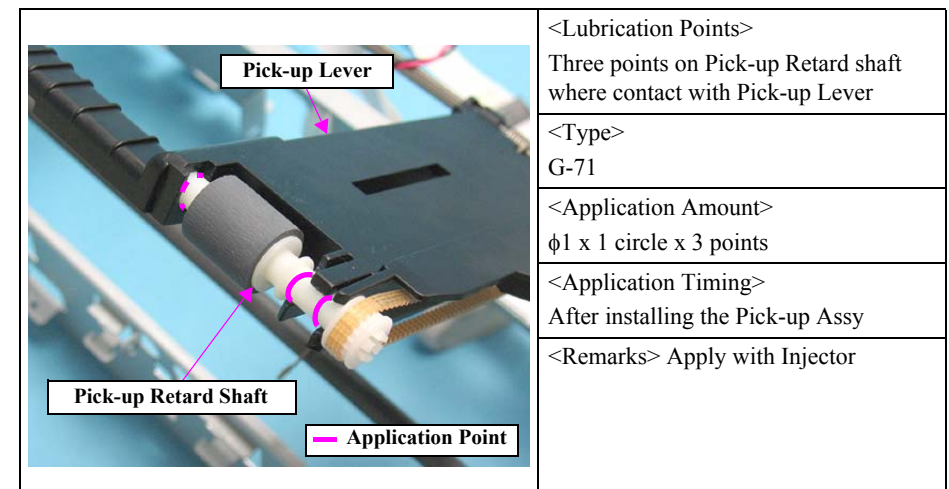 Pick-up Lever
Pick-up Retard Shaft
Application Point
<Lubrication Points>
Three points on Pick-up Retard shaft
where contact with Pick-up Lever
<Type>
G-71
<Application Amount>
ϕ1 x 1 circle x 3 points
<Application Timing>
After installing the Pick-up Assy
<Remarks> Apply with Injector